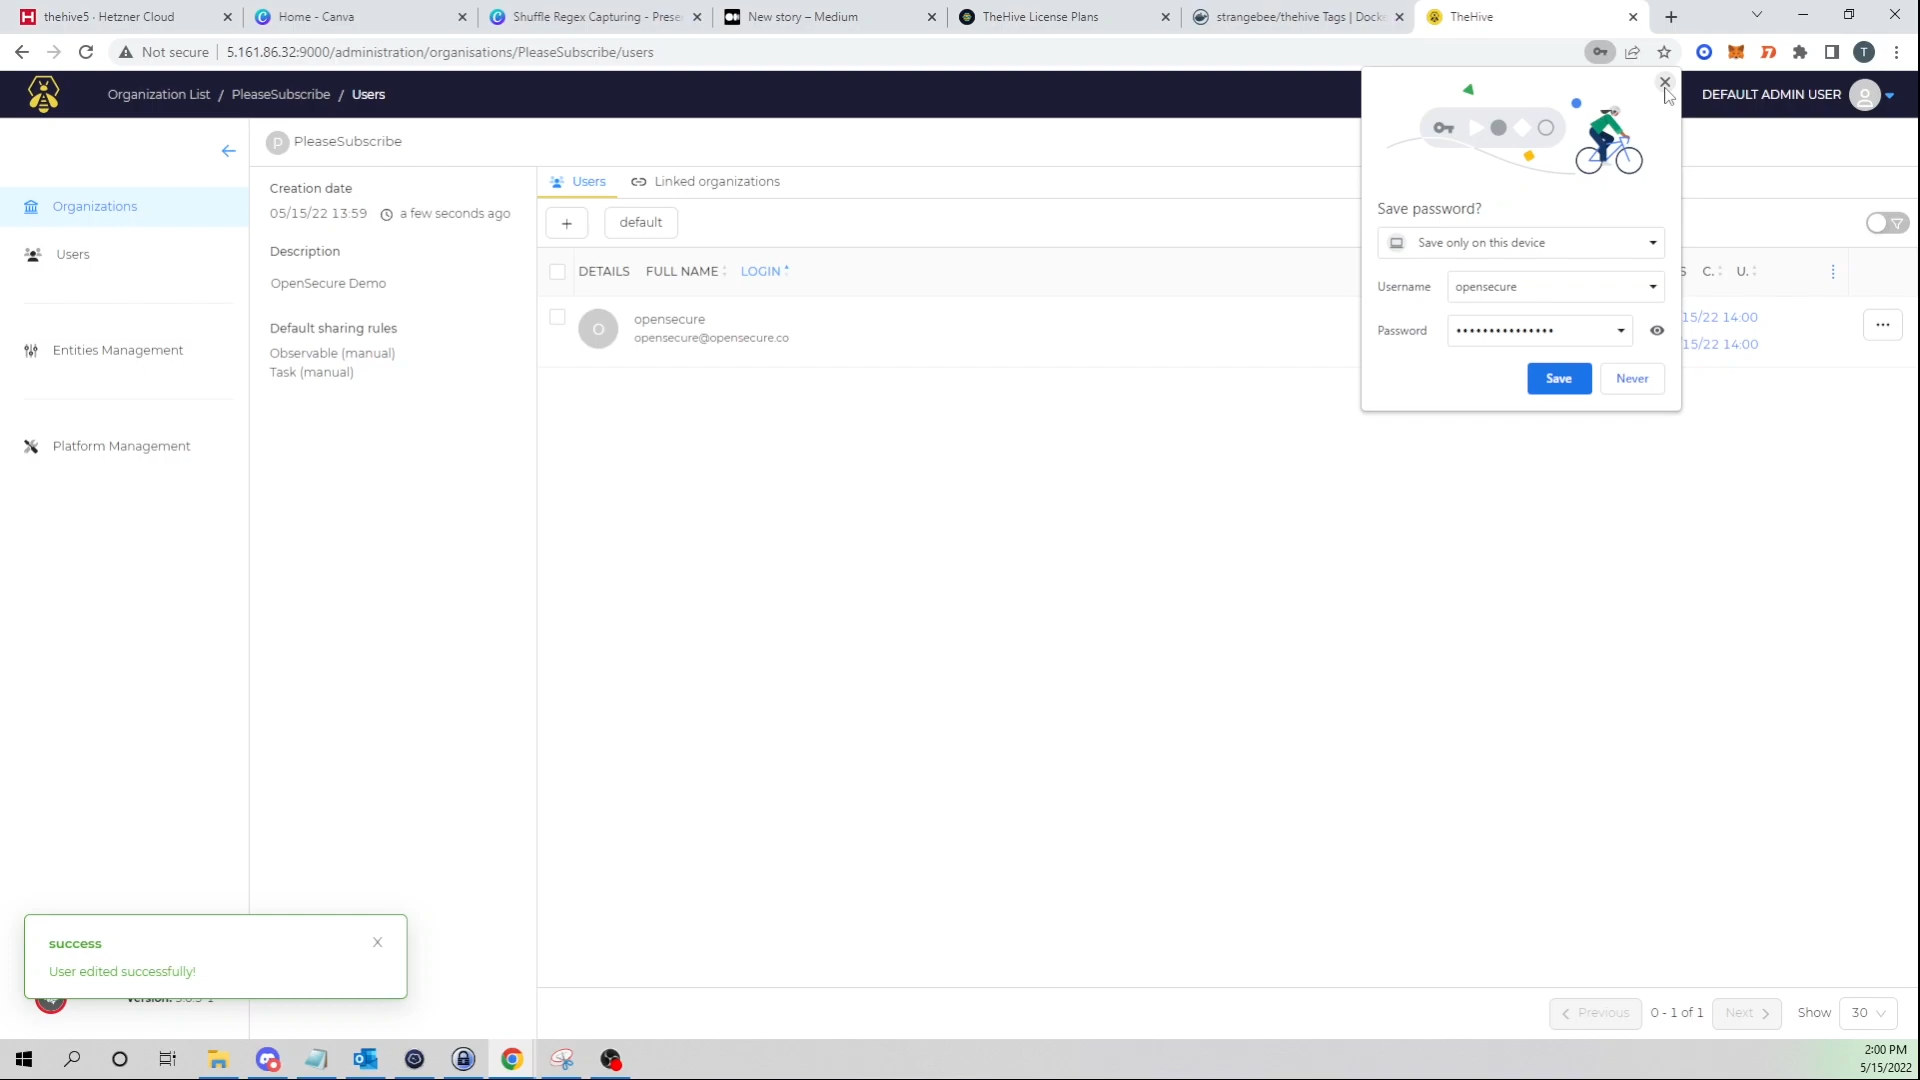 thehive5 - Hetzner Cloud
Home - Canva
Shuffle Regex Capturing - Prese
New story – Medium
TheHive License Plans
strangebee/thehive Tags | Docke
TheHive
Not secure
5.161.86.32:9000/administration/organisations/PleaseSubscribe/users
T
Organization List / PleaseSubscribe / Users
DEFAULT ADMIN USER
Organizations
Users
Entities Management
Platform Management
P PleaseSubscribe
Creation date
05/15/22 13:59 a few seconds ago
Description
OpenSecure Demo
Default sharing rules
Observable (manual)
Task (manual)
Users Linked organizations
+ default
DETAILS FULL NAME LOGIN
S C. U.
O
opensecure
opensecure@opensecure.co
15/22 14:00
15/22 14:00
Save password?
Save only on this device
Username opensecure
Password •••••••••••••••
Save Never
success
User edited successfully!
Previous 0 - 1 of 1 Next Show 30
2:00 PM
5/15/2022